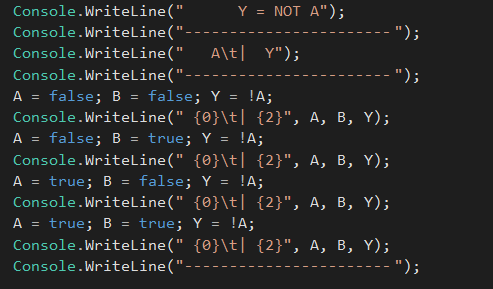 Console.WriteLine("      Y = NOT A");
Console.WriteLine("-----------------------");
Console.WriteLine("   A\t|  Y");
Console.WriteLine("-----------------------");
A = false; B = false; Y = !A;
Console.WriteLine(" {0}\t| {2}", A, B, Y);
A = false; B = true; Y = !A;
Console.WriteLine(" {0}\t| {2}", A, B, Y);
A = true; B = false; Y = !A;
Console.WriteLine(" {0}\t| {2}", A, B, Y);
A = true; B = true; Y = !A;
Console.WriteLine(" {0}\t| {2}", A, B, Y);
Console.WriteLine("-----------------------");